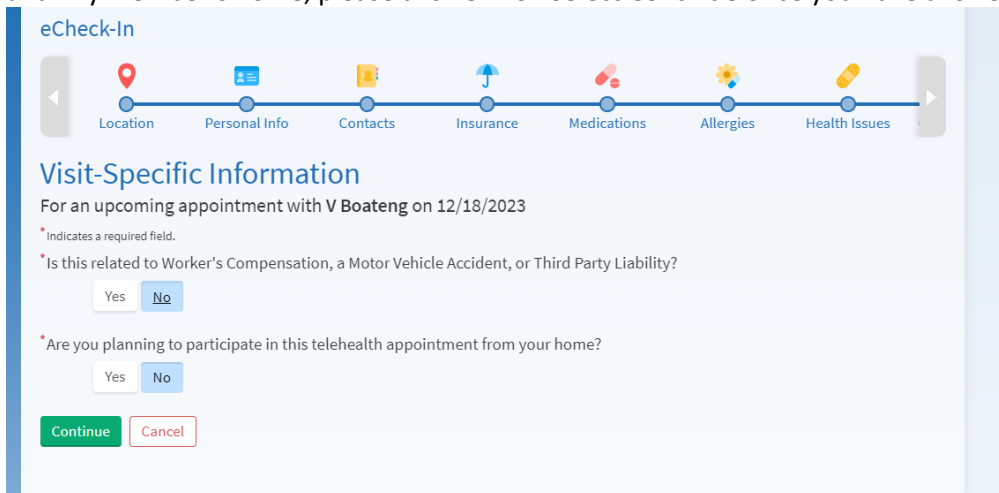 eCheck-In
Location Personal Info Contacts Insurance Medications Allergies Health Issues
Visit-Specific Information
For an upcoming appointment with V Boateng on 12/18/2023
*Indicates a required field.
*Is this related to Worker's Compensation, a Motor Vehicle Accident, or Third Party Liability?
Yes No
*Are you planning to participate in this telehealth appointment from your home?
Yes No
Continue Cancel